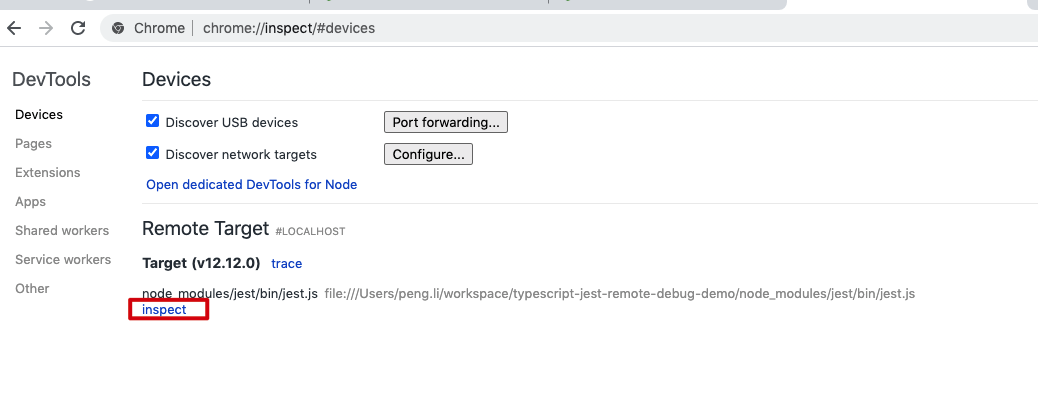 Chrome chrome://inspect/#devices
DevTools
Devices
Pages
Extensions
Apps
Shared workers
Service workers
Other
Devices
Discover USB devices Port forwarding...
Discover network targets Configure...
Open dedicated DevTools for Node
Remote Target #LOCALHOST
Target (v12.12.0) trace
node_modules/jest/bin/jest.js file:///Users/peng.li/workspace/typescript-jest-remote-debug-demo/node_modules/jest/bin/jest.js
inspect